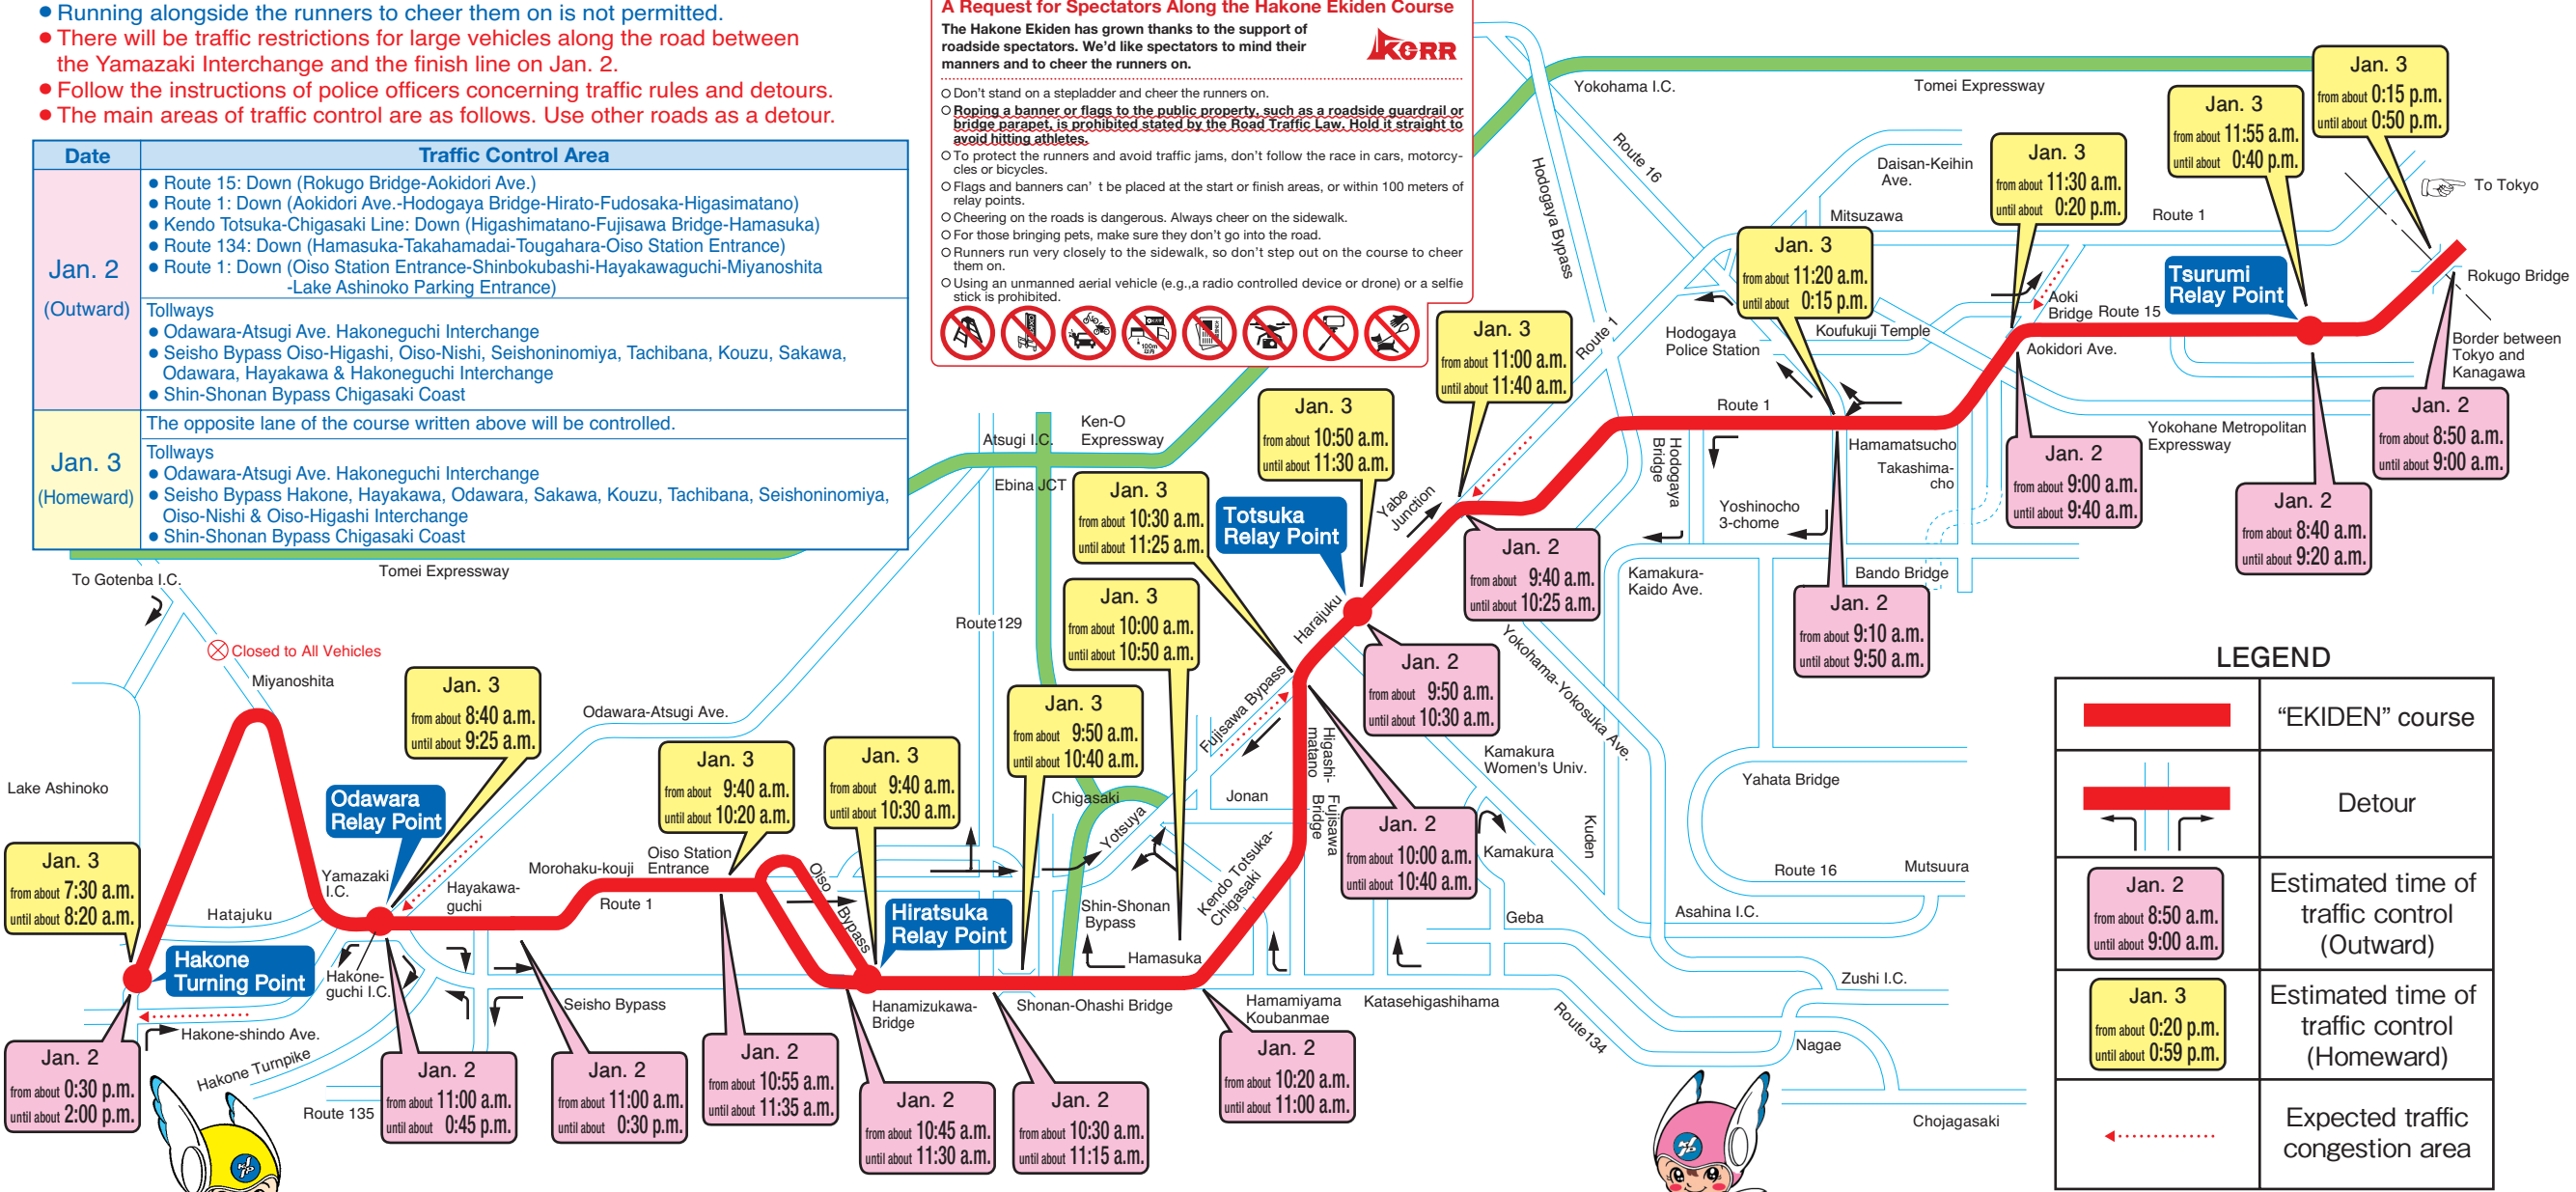 ● Running alongside the runners to cheer them on is not permitted.
● There will be traffic restrictions for large vehicles along the road between
the Yamazaki Interchange and the finish line on Jan. 2.
● Follow the instructions of police officers concerning traffic rules and detours.
● The main areas of traffic control are as follows. Use other roads as a detour.
Date
Traffic Control Area
Jan. 2
(Outward)
● Route 15: Down (Rokugo Bridge-Aokidori Ave.)
● Route 1: Down (Aokidori Ave.-Hodogaya Bridge-Hirato-Fudosaka-Higasimatano)
● Kendo Totsuka-Chigasaki Line: Down (Higashimatano-Fujisawa Bridge-Hamasuka)
● Route 134: Down (Hamasuka-Takahamadai-Tougahara-Oiso Station Entrance)
● Route 1: Down (Oiso Station Entrance-Shinbokubashi-Hayakawaguchi-Miyanoshita
-Lake Ashinoko Parking Entrance)
Tollways
● Odawara-Atsugi Ave. Hakoneguchi Interchange
● Seisho Bypass Oiso-Higashi, Oiso-Nishi, Seishoninomiya, Tachibana, Kouzu, Sakawa,
Odawara, Hayakawa & Hakoneguchi Interchange
● Shin-Shonan Bypass Chigasaki Coast
Jan. 3
(Homeward)
The opposite lane of the course written above will be controlled.
Tollways
● Odawara-Atsugi Ave. Hakoneguchi Interchange
● Seisho Bypass Hakone, Hayakawa, Odawara, Sakawa, Kouzu, Tachibana, Seishoninomiya,
Oiso-Nishi & Oiso-Higashi Interchange
● Shin-Shonan Bypass Chigasaki Coast
A Request for Spectators Along the Hakone Ekiden Course
The Hakone Ekiden has grown thanks to the support of
roadside spectators. We'd like spectators to mind their
manners and to cheer the runners on.
KGRR
○ Don't stand on a stepladder and cheer the runners on.
○ Roping a banner or flags to the public property, such as a roadside guardrail or
bridge parapet, is prohibited stated by the Road Traffic Law. Hold it straight to
avoid hitting athletes.
○ To protect the runners and avoid traffic jams, don't follow the race in cars, motorcy-
cles or bicycles.
○ Flags and banners can' t be placed at the start or finish areas, or within 100 meters of
relay points.
○ Cheering on the roads is dangerous. Always cheer on the sidewalk.
○ For those bringing pets, make sure they don't go into the road.
○ Runners run very closely to the sidewalk, so don't step out on the course to cheer
them on.
○ Using an unmanned aerial vehicle (e.g.,a radio controlled device or drone) or a selfie
stick is prohibited.
100m
以内
Yokohama I.C.
Tomei Expressway
Jan. 3
from about 0:15 p.m.
until about 0:50 p.m.
Jan. 3
from about 11:55 a.m.
until about 0:40 p.m.
Jan. 3
from about 11:30 a.m.
until about 0:20 p.m.
Jan. 3
from about 11:20 a.m.
until about 0:15 p.m.
Jan. 3
from about 11:00 a.m.
until about 11:40 a.m.
Jan. 3
from about 10:50 a.m.
until about 11:30 a.m.
Jan. 3
from about 10:30 a.m.
until about 11:25 a.m.
Jan. 3
from about 10:00 a.m.
until about 10:50 a.m.
Jan. 3
from about 9:50 a.m.
until about 10:40 a.m.
Jan. 3
from about 9:40 a.m.
until about 10:30 a.m.
Jan. 3
from about 9:40 a.m.
until about 10:20 a.m.
Jan. 3
from about 8:40 a.m.
until about 9:25 a.m.
Jan. 3
from about 7:30 a.m.
until about 8:20 a.m.
Route 16
Hodogaya Bypass
Daisan-Keihin
Ave.
Mitsuzawa
Route 1
To Tokyo
Rokugo Bridge
Border between
Tokyo and
Kanagawa
Tsurumi
Relay Point
Aoki
Bridge
Route 15
Koufukuji Temple
Aokidori Ave.
Hodogaya
Police Station
Route 1
Route 1
Hamamatsucho
Takashima-
cho
Yokohane Metropolitan
Expressway
Hodogaya
Bridge
Yoshinocho
3-chome
Bando Bridge
Kamakura-
Kaido Ave.
Jan. 2
from about 8:50 a.m.
until about 9:00 a.m.
Jan. 2
from about 8:40 a.m.
until about 9:20 a.m.
Jan. 2
from about 9:00 a.m.
until about 9:40 a.m.
Jan. 2
from about 9:10 a.m.
until about 9:50 a.m.
Jan. 2
from about 9:40 a.m.
until about 10:25 a.m.
Jan. 2
from about 9:50 a.m.
until about 10:30 a.m.
Jan. 2
from about 10:00 a.m.
until about 10:40 a.m.
Jan. 2
from about 10:20 a.m.
until about 11:00 a.m.
Jan. 2
from about 10:30 a.m.
until about 11:15 a.m.
Jan. 2
from about 10:45 a.m.
until about 11:30 a.m.
Jan. 2
from about 10:55 a.m.
until about 11:35 a.m.
Jan. 2
from about 11:00 a.m.
until about 0:30 p.m.
Jan. 2
from about 11:00 a.m.
until about 0:45 p.m.
Jan. 2
from about 0:30 p.m.
until about 2:00 p.m.
Atsugi I.C.
Ken-O
Expressway
Ebina JCT
Route129
Totsuka
Relay Point
Yabe
Junction
Harajuku
Fujisawa Bypass
Higashi-
matano
Fujisawa
Bridge
Yokohama-Yokosuka Ave.
Kamakura
Women's Univ.
Kamakura
Kuden
Yahata Bridge
Route 16
Mutsuura
Asahina I.C.
Geba
Zushi I.C.
Nagae
Chojagasaki
Route134
Katasehigashihama
Hamamiyama
Koubanmae
Jonan
Chigasaki
Yotsuya
Kendo Totsuka-
Chigasaki
Shin-Shonan
Bypass
Hamasuka
Shonan-Ohashi Bridge
Hiratsuka
Relay Point
Hanamizukawa-
Bridge
Oiso
Bypass
Oiso Station
Entrance
Morohaku-kouji
Route 1
Seisho Bypass
Hayakawa-
guchi
Odawara-Atsugi Ave.
Tomei Expressway
To Gotenba I.C.
Closed to All Vehicles
Miyanoshita
Odawara
Relay Point
Yamazaki
I.C.
Hatajuku
Lake Ashinoko
Hakone
Turning Point
Hakone-
guchi I.C.
Hakone-shindo Ave.
Hakone Turnpike
Route 135
LEGEND
“EKIDEN” course
Detour
Jan. 2
from about 8:50 a.m.
until about 9:00 a.m.
Estimated time of
traffic control
(Outward)
Jan. 3
from about 0:20 p.m.
until about 0:59 p.m.
Estimated time of
traffic control
(Homeward)
Expected traffic
congestion area